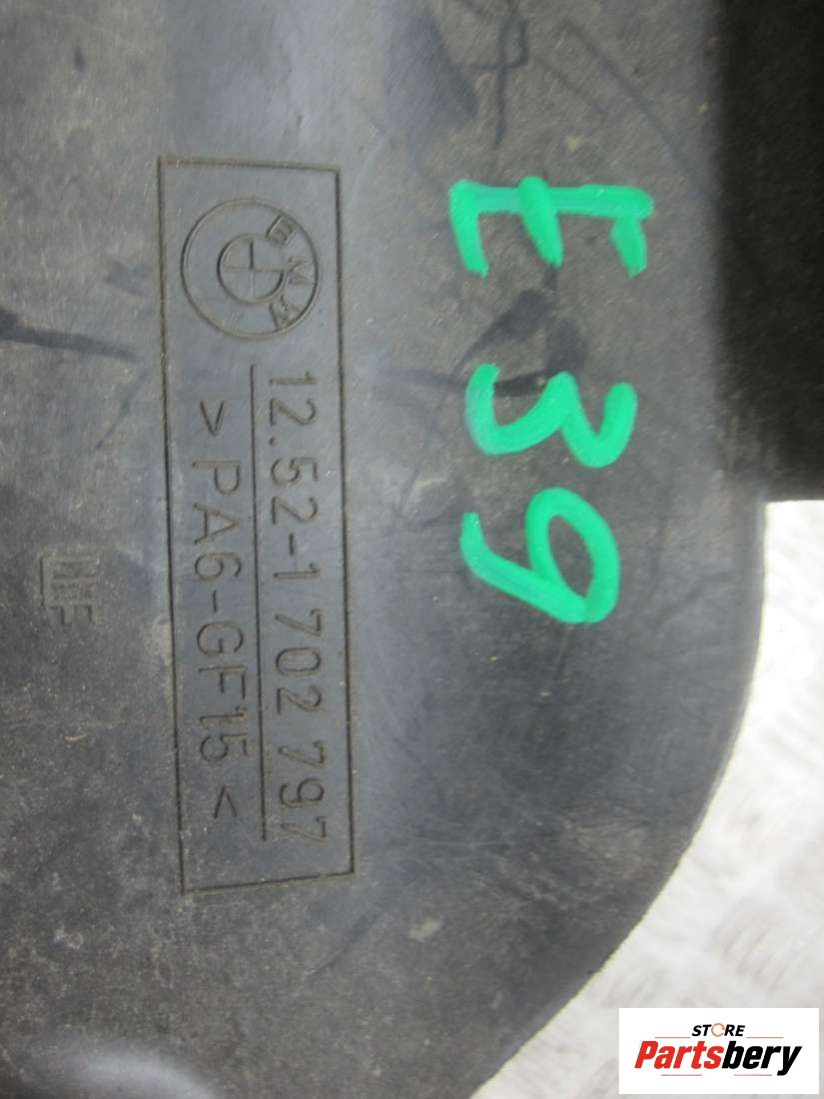 E39
BMW
12.52-1 702 797
>PA6-GF15<
STORE
Partsbery